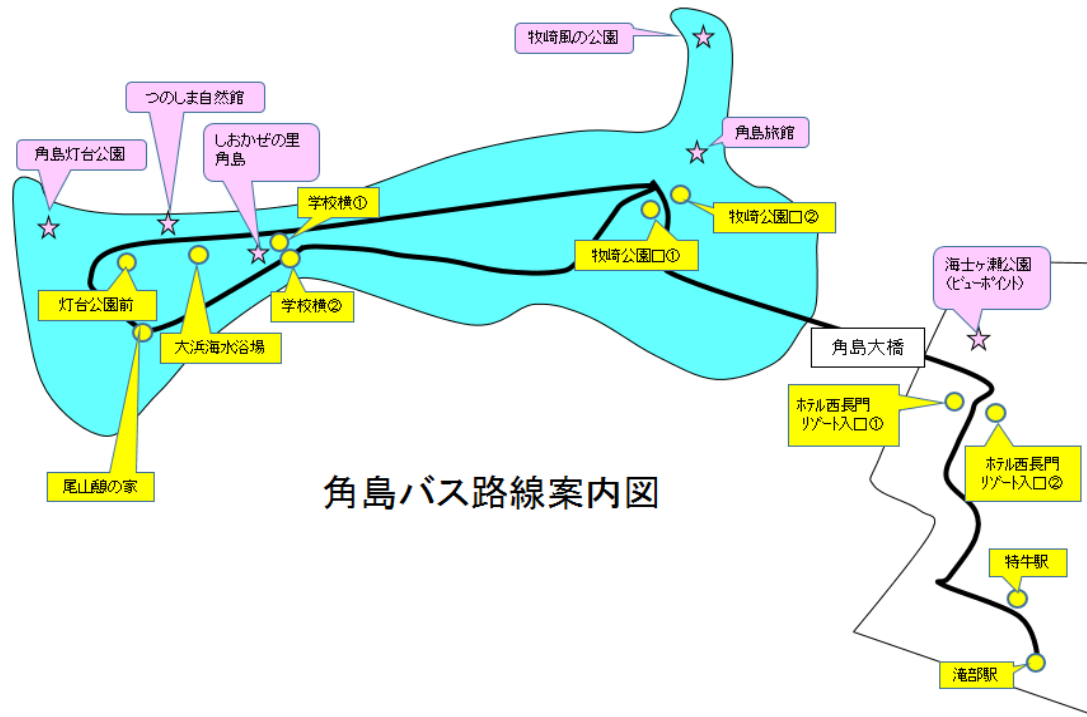 牧崎風の公園
つのしま自然館
角島灯台公園
しおかぜの里
角島
角島旅館
学校横①
牧崎公園口②
牧崎公園口①
海士ヶ瀬公園
(ビューポイント)
灯台公園前
学校横②
大浜海水浴場
角島大橋
ホテル西長門
リゾート入口①
ホテル西長門
リゾート入口②
尾山憩の家
角島バス路線案内図
特牛駅
滝部駅